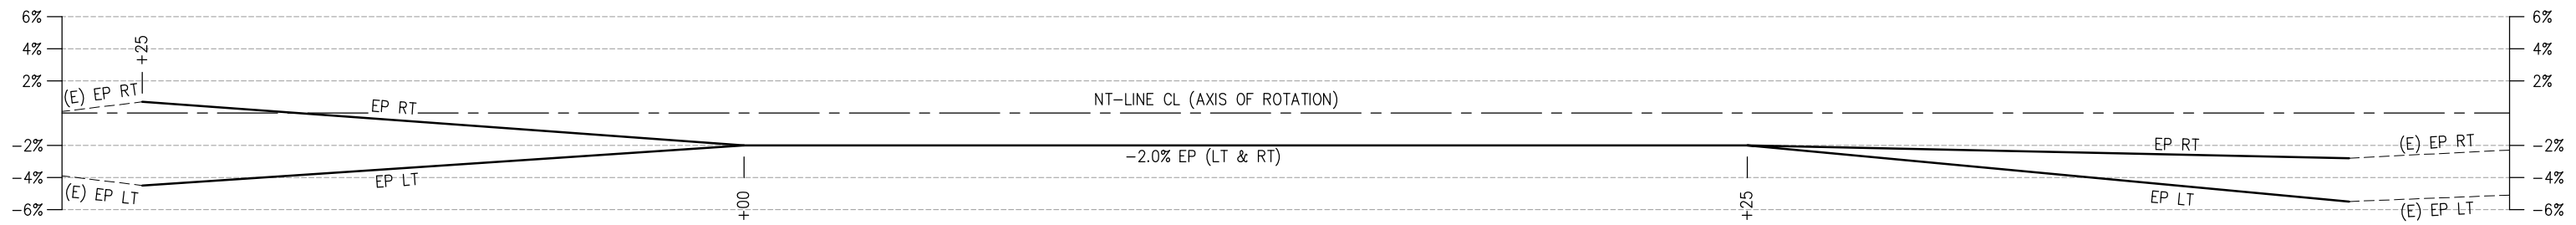 6%
6%
+25
4%
4%
2%
2%
(E) EP RT
EP RT
NT-LINE CL (AXIS OF ROTATION)
-2%
-2.0% EP (LT & RT)
EP RT
(E) EP RT
-2%
-4%
EP LT
-4%
(E) EP LT
+00
+25
EP LT
(E) EP LT
-6%
-6%